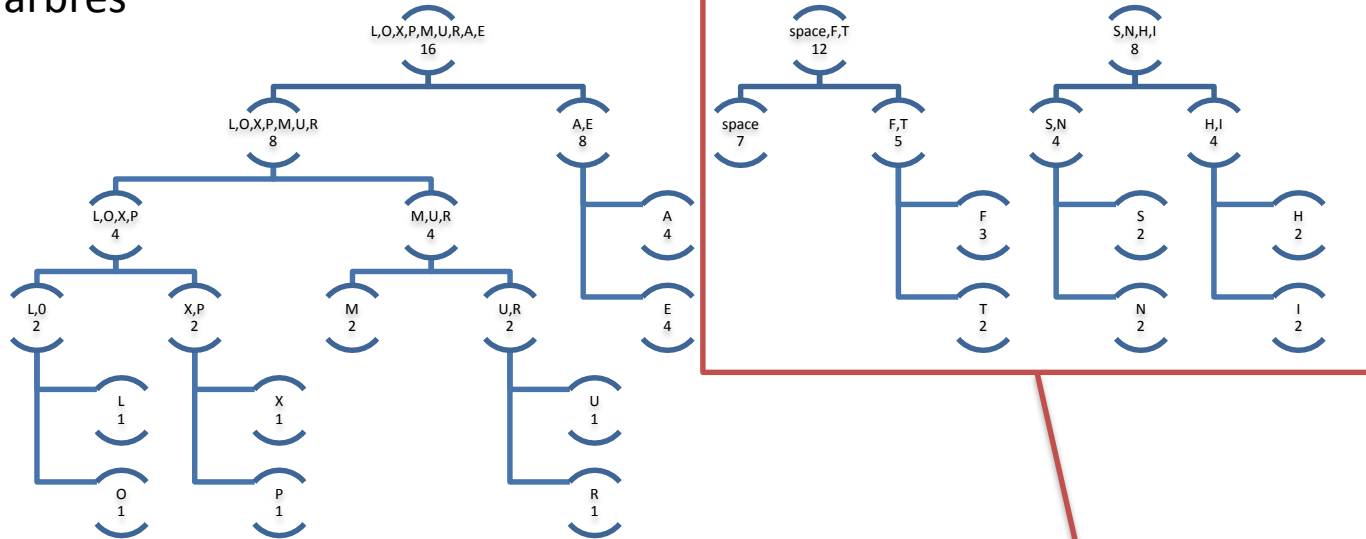 arbres
L,O,X,P,M,U,R,A,E
16
space,F,T
12
S,N,H,I
8
L,O,X,P,M,U,R
8
A,E
8
space
7
F,T
5
S,N
4
H,I
4
L,O,X,P
4
M,U,R
4
A
4
F
3
S
2
H
2
L,0
2
X,P
2
M
2
U,R
2
E
4
T
2
N
2
I
2
L
1
X
1
U
1
O
1
P
1
R
1